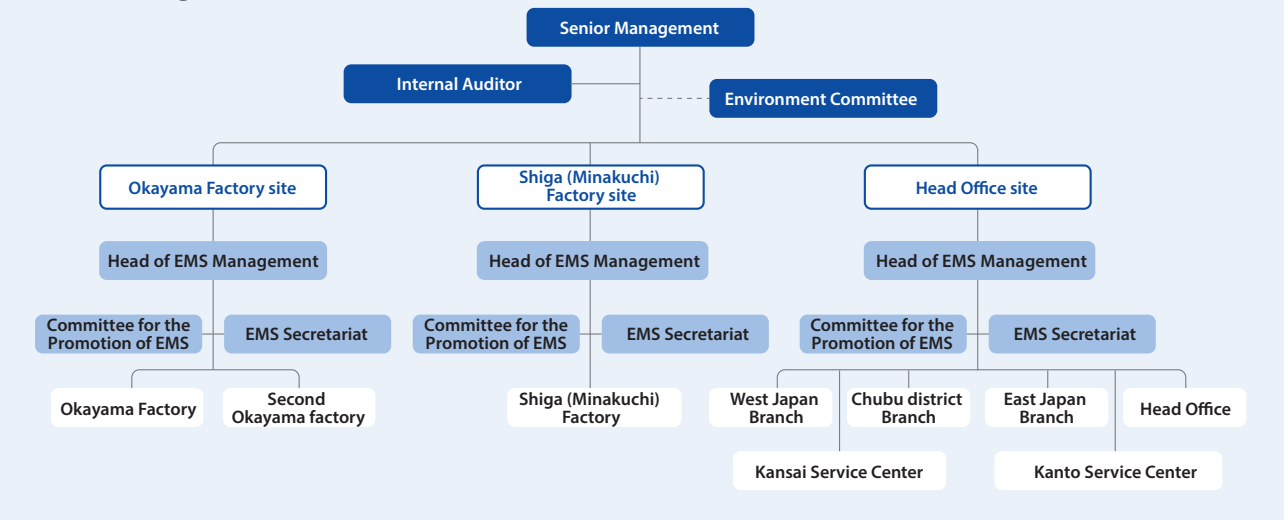 Senior Management
Internal Auditor
Environment Committee
Okayama Factory site
Shiga (Minakuchi)
Factory site
Head Office site
Head of EMS Management
Head of EMS Management
Head of EMS Management
Committee for the
Promotion of EMS
EMS Secretariat
Committee for the
Promotion of EMS
EMS Secretariat
Committee for the
Promotion of EMS
EMS Secretariat
Okayama Factory
Second
Okayama factory
Shiga (Minakuchi)
Factory
West Japan
Branch
Chubu district
Branch
East Japan
Branch
Head Office
Kansai Service Center
Kanto Service Center